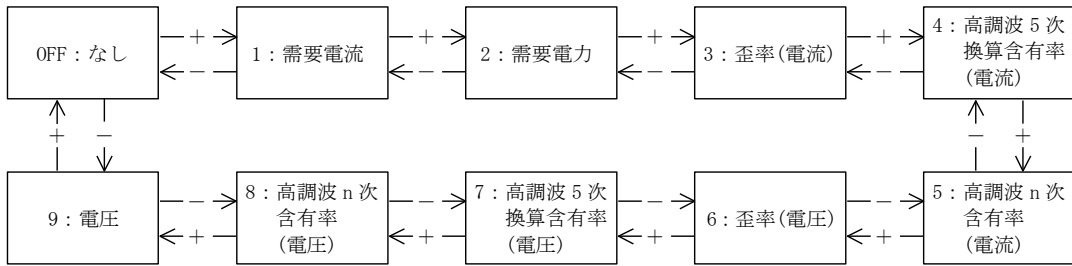 OFF：なし
― + →
← ― ―
1：需要電流
― + →
← ― ―
2：需要電力
― + →
← ― ―
3：歪率(電流)
― + →
← ― ―
4：高調波5次
換算含有率
(電流)
+
−
−
+
9：電圧
― − →
← + ―
8：高調波n次
含有率
(電圧)
― − →
← + ―
7：高調波5次
換算含有率
(電圧)
― − →
← + ―
6：歪率(電圧)
― − →
← + ―
5：高調波n次
含有率
(電流)